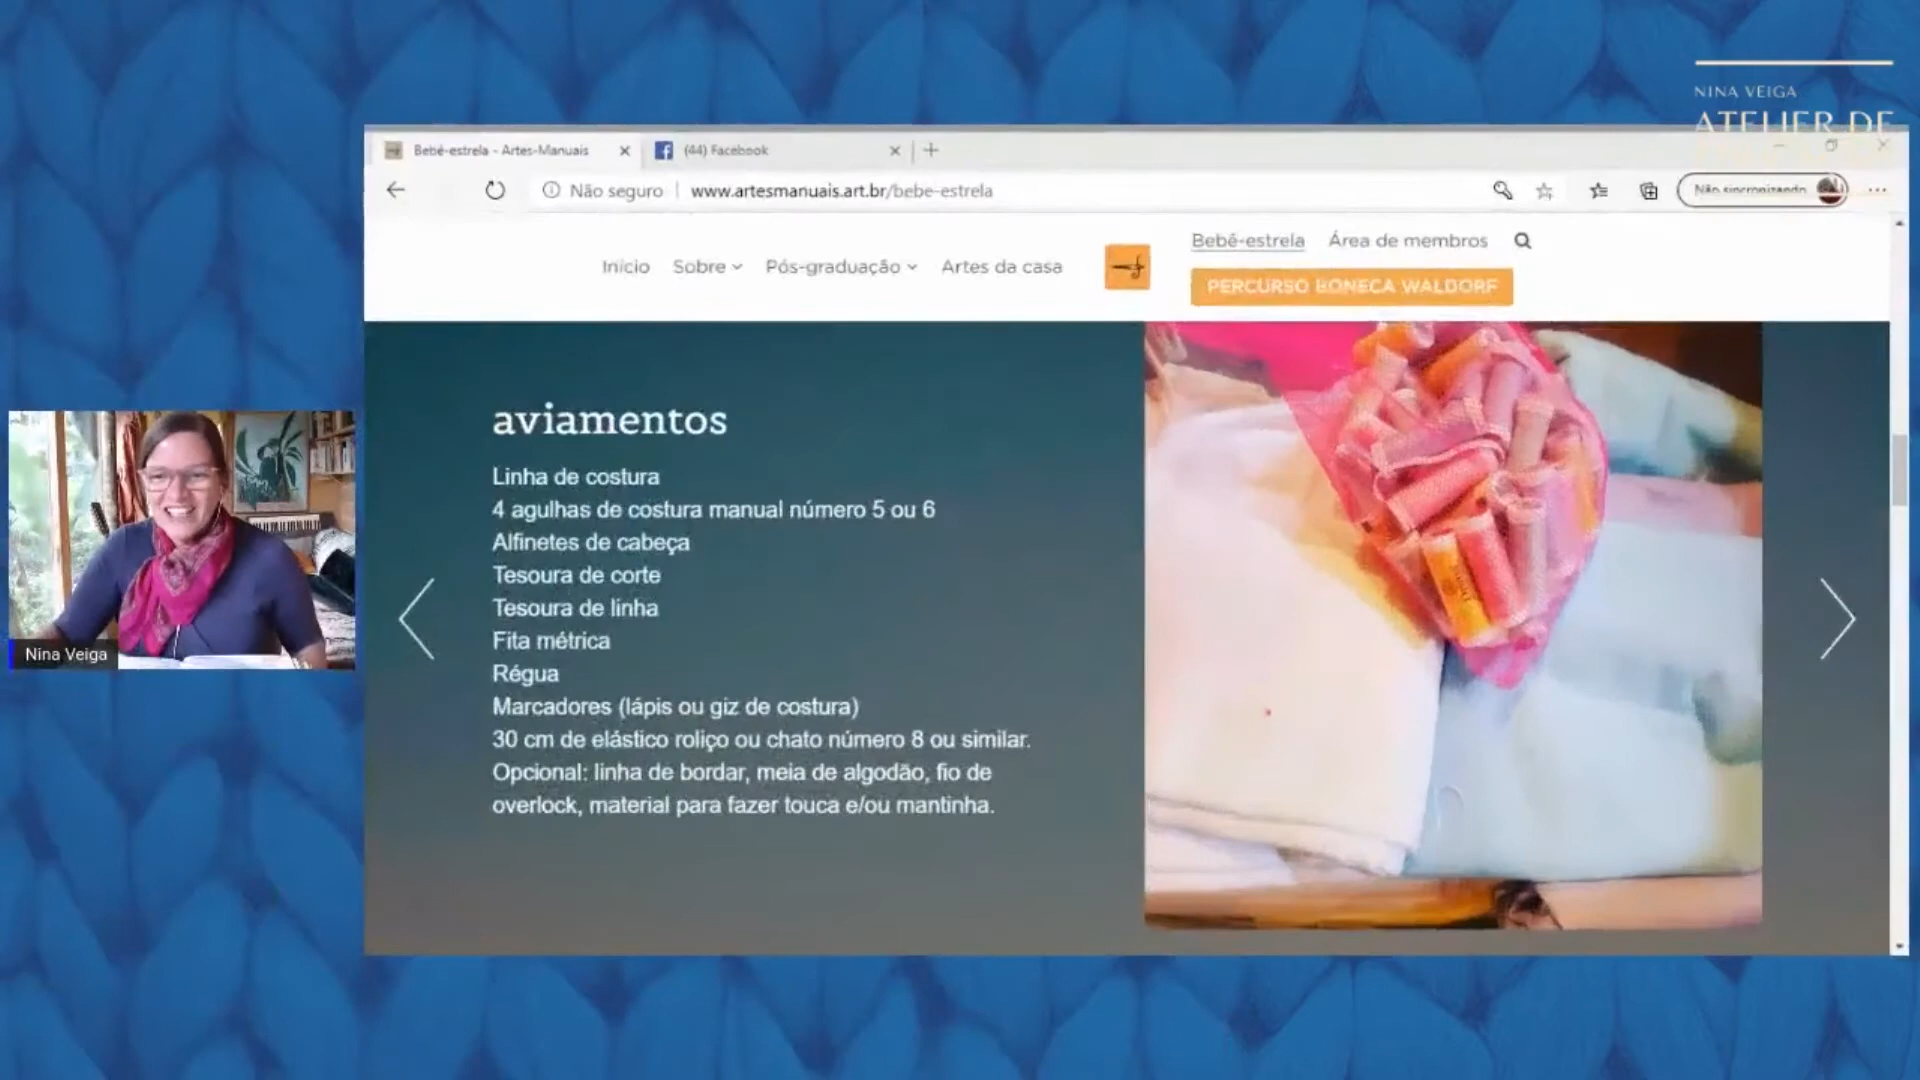 NINA VEIGA
ATELIER DE
Bebê-estrela - Artes-Manuais
(44) Facebook
Não seguro
www.artesmanuais.art.br/bebe-estrela
Não sincronizando
Início
Sobre
Pós-graduação
Artes da casa
Bebê-estrela
Área de membros
PERCURSO BONECA WALDORF
aviamentos
Linha de costura
4 agulhas de costura manual número 5 ou 6
Alfinetes de cabeça
Tesoura de corte
Tesoura de linha
Fita métrica
Régua
Marcadores (lápis ou giz de costura)
30 cm de elástico roliço ou chato número 8 ou similar.
Opcional: linha de bordar, meia de algodão, fio de
overlock, material para fazer touca e/ou mantinha.
Nina Veiga